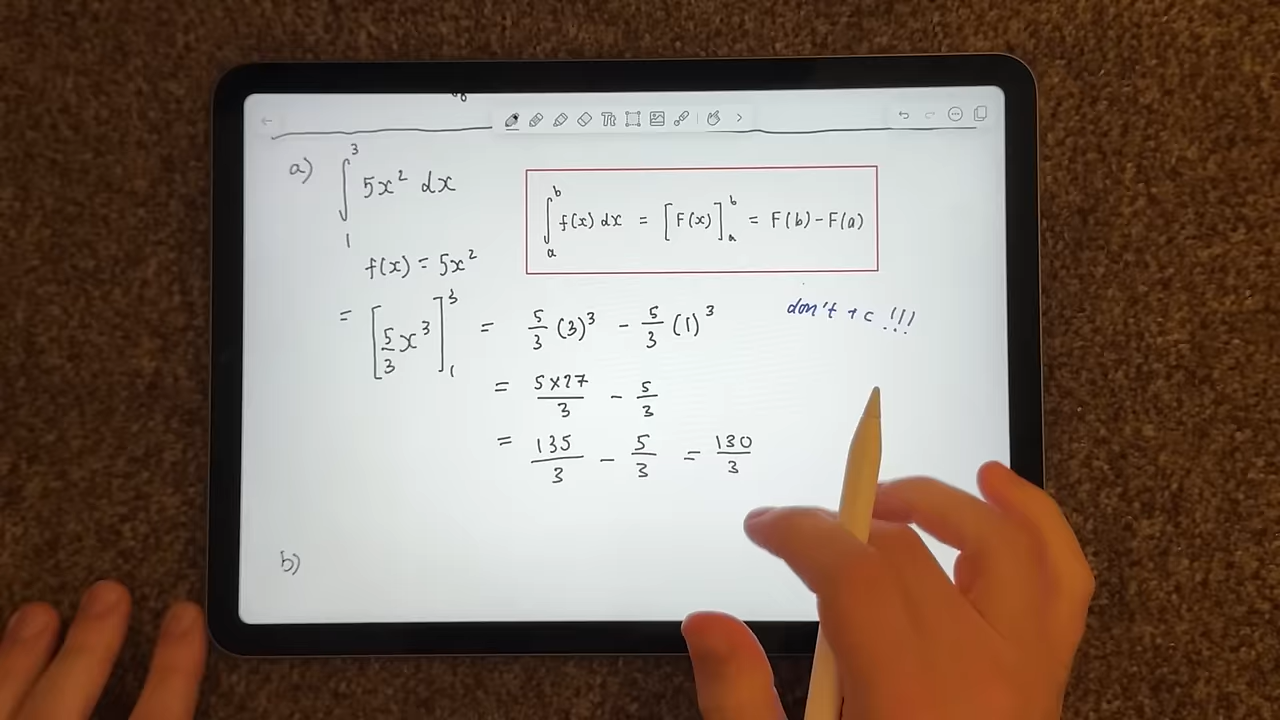 a) ∫₁³ 5x² dx
∫ₐᵇ f(x) dx = [F(x)]ₐᵇ = F(b) - F(a)
f(x) = 5x²
= [5/3 x³]₁³ = 5/3 (3)³ - 5/3 (1)³
don't + c !!!
= 5×27/3 - 5/3
= 135/3 - 5/3 = 130/3
b)